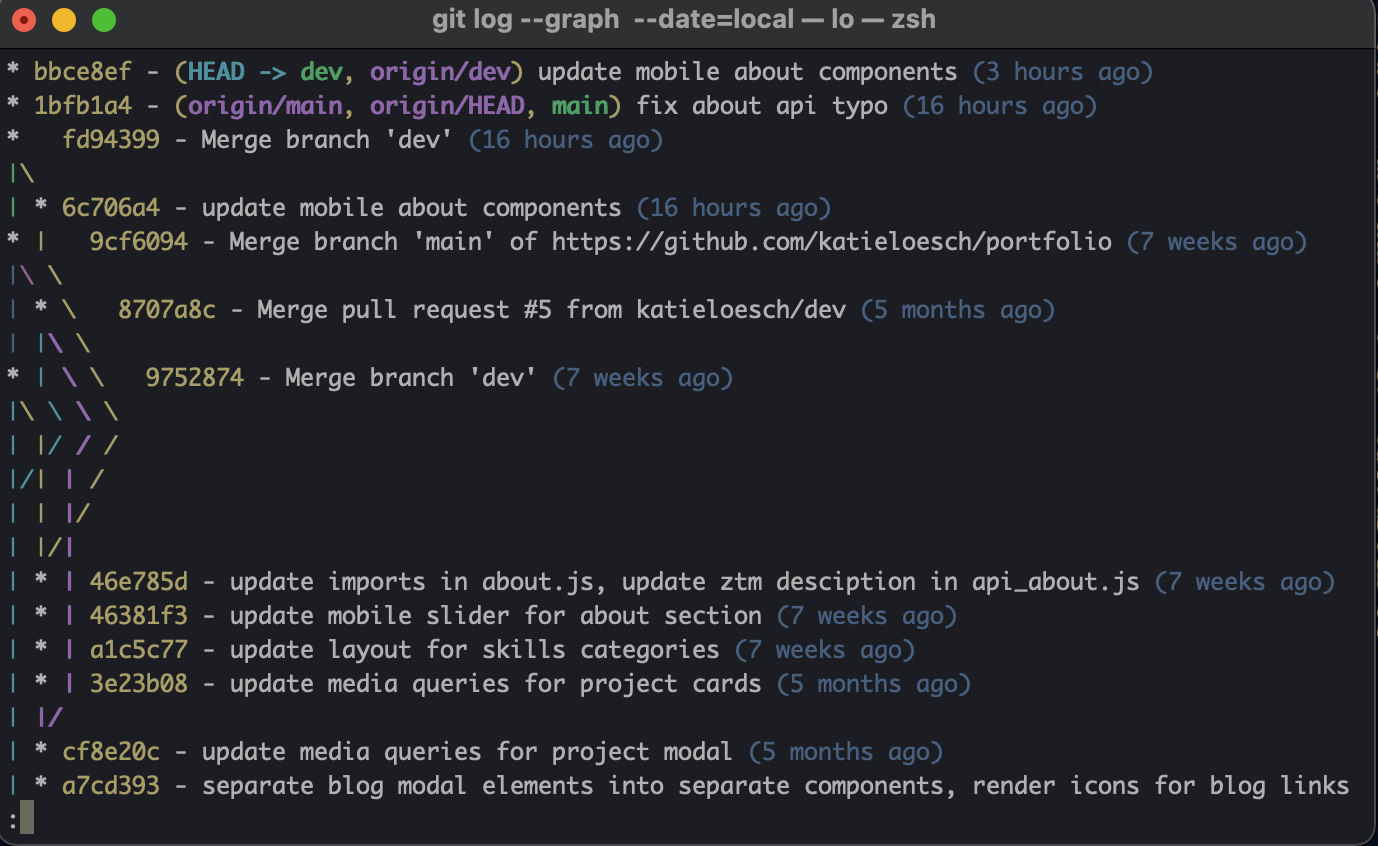 git log --graph --date=local — lo — zsh
* bbce8ef - (HEAD -> dev, origin/dev) update mobile about components (3 hours ago)
* 1bfb1a4 - (origin/main, origin/HEAD, main) fix about api typo (16 hours ago)
*   fd94399 - Merge branch 'dev' (16 hours ago)
|\
| * 6c706a4 - update mobile about components (16 hours ago)
* |   9cf6094 - Merge branch 'main' of https://github.com/katieloesch/portfolio (7 weeks ago)
|\ \
| * \   8707a8c - Merge pull request #5 from katieloesch/dev (5 months ago)
| |\ \
* | \ \   9752874 - Merge branch 'dev' (7 weeks ago)
|\ \ \ \
| |/ / /
|/| | /
| | |/
| |/|
| * | 46e785d - update imports in about.js, update ztm desciption in api_about.js (7 weeks ago)
| * | 46381f3 - update mobile slider for about section (7 weeks ago)
| * | a1c5c77 - update layout for skills categories (7 weeks ago)
| * | 3e23b08 - update media queries for project cards (5 months ago)
| |/
| * cf8e20c - update media queries for project modal (5 months ago)
| * a7cd393 - separate blog modal elements into separate components, render icons for blog links
: